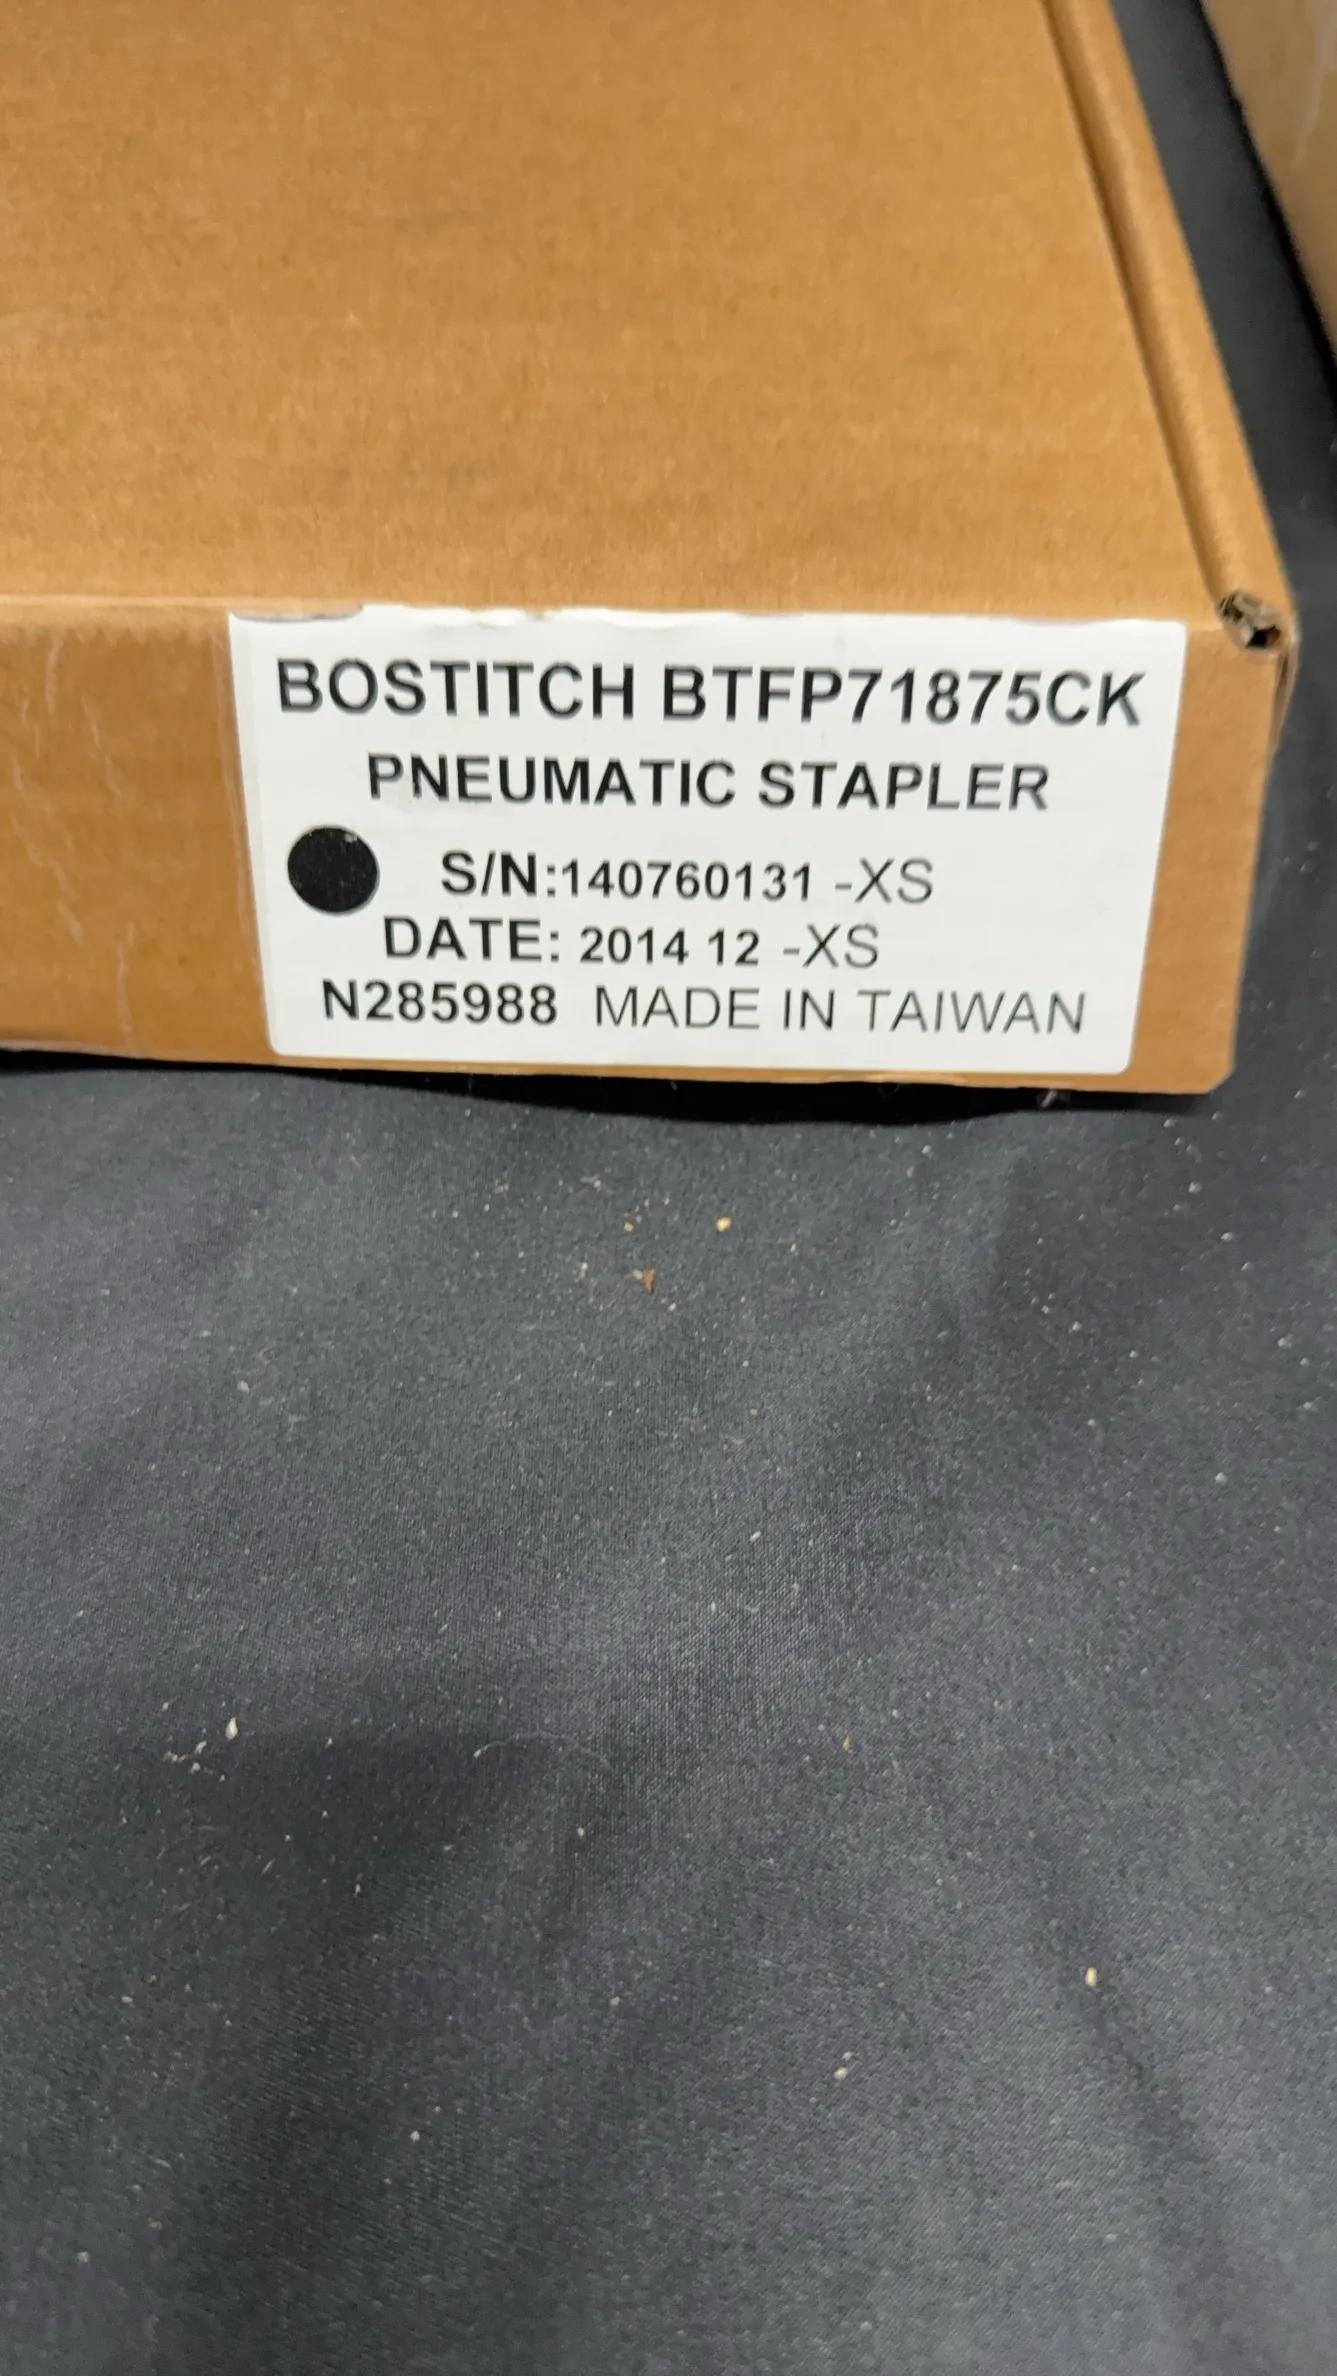 BOSTITCH BTFP71875CK
PNEUMATIC STAPLER
S/N:140760131 -XS
DATE: 2014 12 -XS
N285988 MADE IN TAIWAN